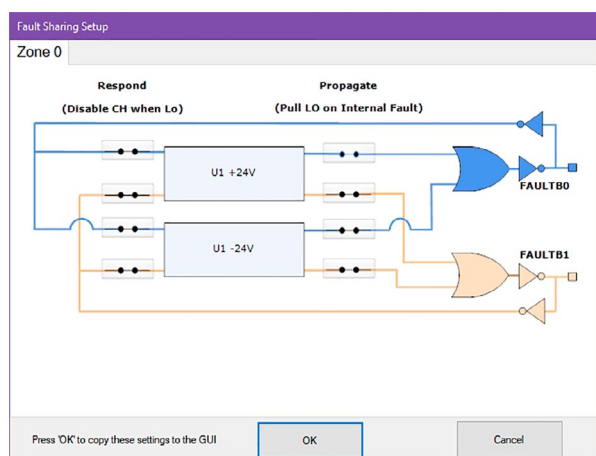 Fault Sharing Setup
Zone 0
Respond
(Disable CH when Lo)
Propagate
(Pull LO on Internal Fault)
U1 +24V
FAULTB0
U1 -24V
FAULTB1
Press 'OK' to copy these settings to the GUI
OK
Cancel